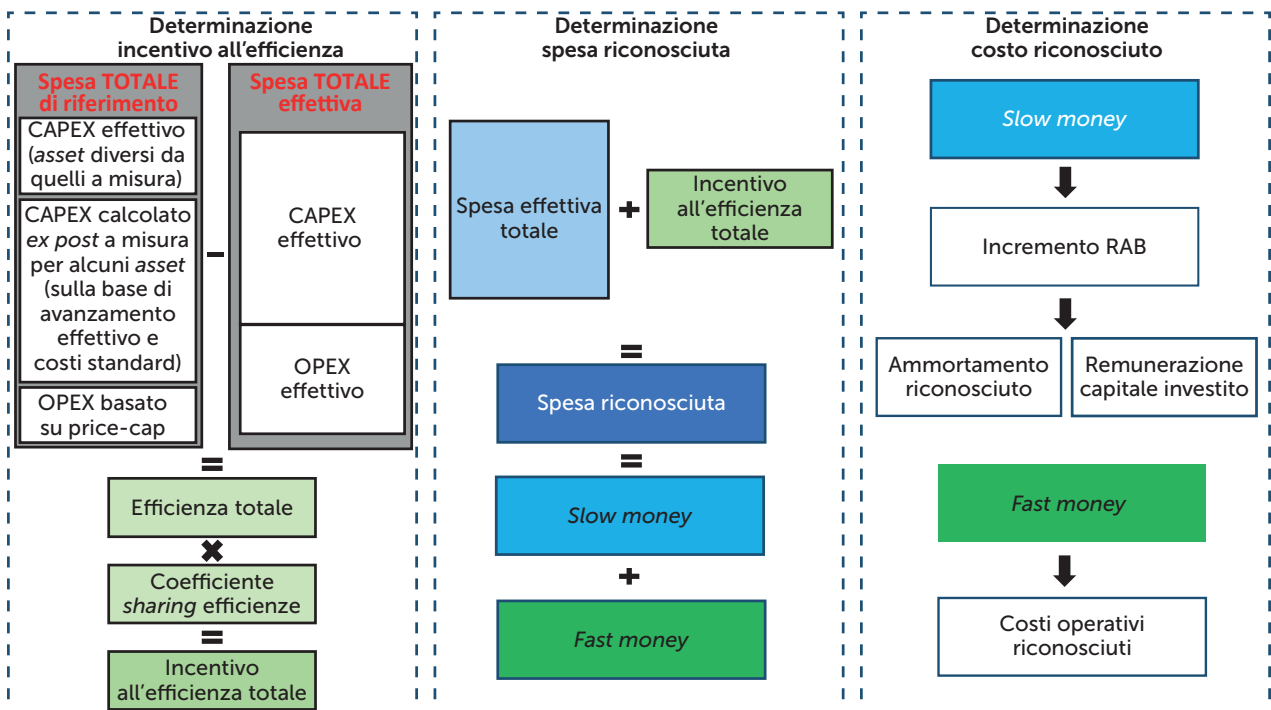 Determinazione
incentivo all'efficienza
Spesa TOTALE
di riferimento
CAPEX effettivo
(asset diversi da
quelli a misura)
CAPEX calcolato
ex post a misura
per alcuni asset
(sulla base di
avanzamento
effettivo e
costi standard)
OPEX basato
su price-cap
–
Spesa TOTALE
effettiva
CAPEX
effettivo
OPEX
effettivo
=
Efficienza totale
×
Coefficiente
sharing efficienze
=
Incentivo
all'efficienza totale
Determinazione
spesa riconosciuta
Spesa effettiva
totale
+
Incentivo
all'efficienza
totale
=
Spesa riconosciuta
=
Slow money
+
Fast money
Determinazione
costo riconosciuto
Slow money
Incremento RAB
Ammortamento
riconosciuto
Remunerazione
capitale investito
Fast money
Costi operativi
riconosciuti